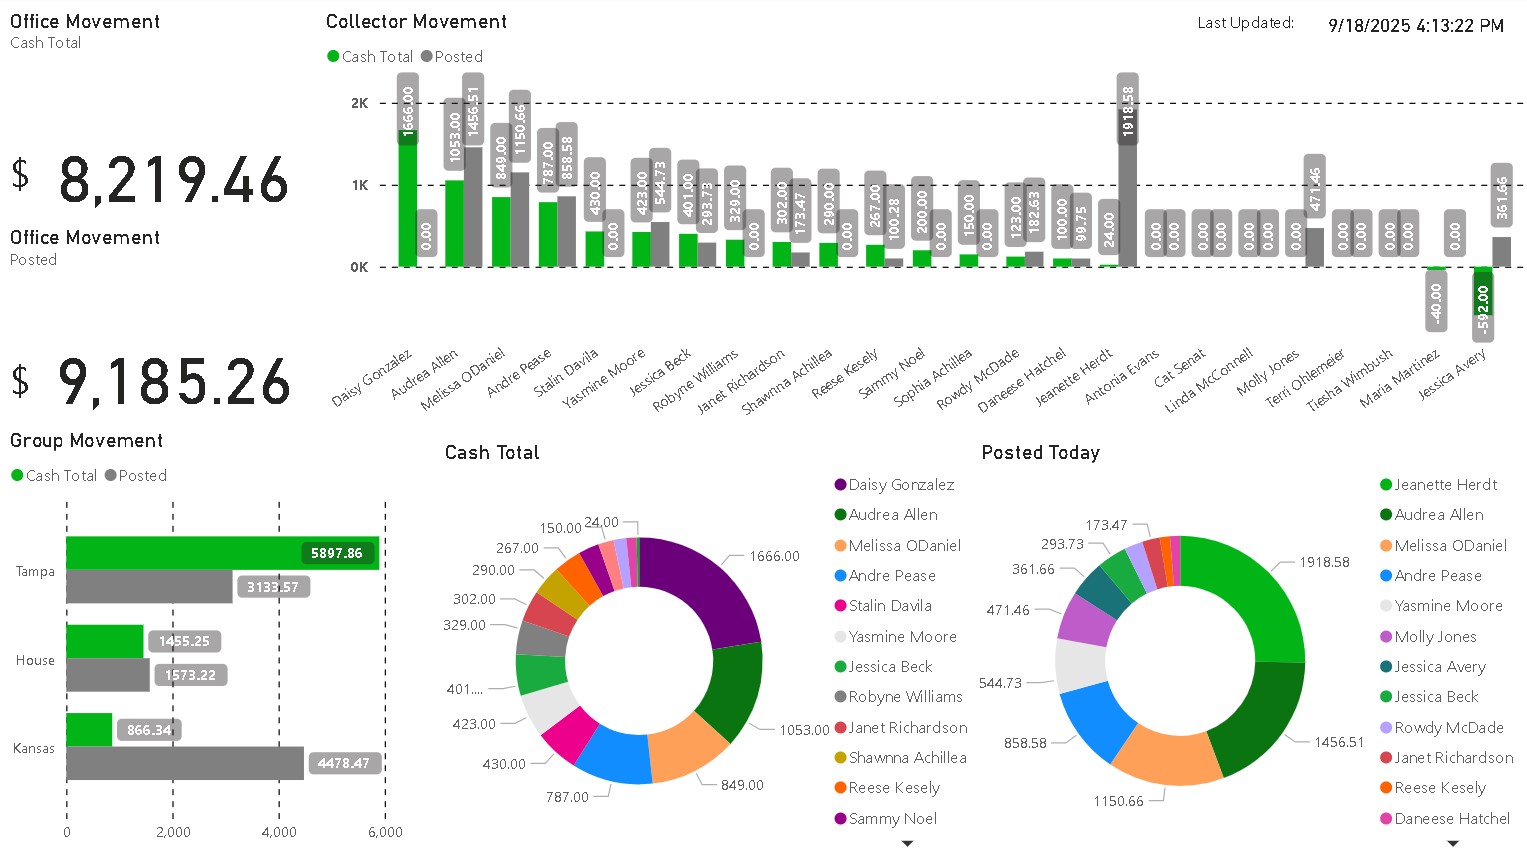 Office Movement
Cash Total
$ 8,219.46
Office Movement
Posted
$ 9,185.26
Collector Movement
Cash Total Posted
Last Updated: 9/18/2025 4:13:22 PM
2K
1K
0K
1666.00 0.00
1053.00 1456.51
849.00 1150.66
787.00 858.58
430.00 0.00
423.00 544.73
401.00 293.73
329.00 0.00
302.00 173.47
290.00 0.00
267.00 100.28
200.00 0.00
150.00 0.00
123.00 182.63
100.00 99.75
24.00 1918.58
0.00 0.00
0.00 0.00
0.00 0.00
0.00 471.46
0.00 0.00
0.00 0.00
-40.00 0.00
-592.00 361.66
Daisy Gonzalez
Audrea Allen
Melissa ODaniel
Andre Pease
Stalin Davila
Yasmine Moore
Jessica Beck
Robyne Williams
Janet Richardson
Shawnna Achillea
Reese Kesely
Sammy Noel
Sophia Achillea
Rowdy McDade
Daneese Hatchel
Jeanette Herdt
Antonia Evans
Cat Senat
Linda McConnell
Molly Jones
Terri Ohlemeier
Tiesha Wimbush
Maria Martinez
Jessica Avery
Group Movement
Cash Total Posted
Tampa
5897.86
3133.57
House
1455.25
1573.22
Kansas
866.34
4478.47
0 2,000 4,000 6,000
Cash Total
1666.00
1053.00
849.00
787.00
430.00
423.00
401....
329.00
302.00
290.00
267.00
150.00
24.00
Daisy Gonzalez
Audrea Allen
Melissa ODaniel
Andre Pease
Stalin Davila
Yasmine Moore
Jessica Beck
Robyne Williams
Janet Richardson
Shawnna Achillea
Reese Kesely
Sammy Noel
Posted Today
1918.58
1456.51
1150.66
858.58
544.73
471.46
361.66
293.73
173.47
Jeanette Herdt
Audrea Allen
Melissa ODaniel
Andre Pease
Yasmine Moore
Molly Jones
Jessica Avery
Jessica Beck
Rowdy McDade
Janet Richardson
Reese Kesely
Daneese Hatchel